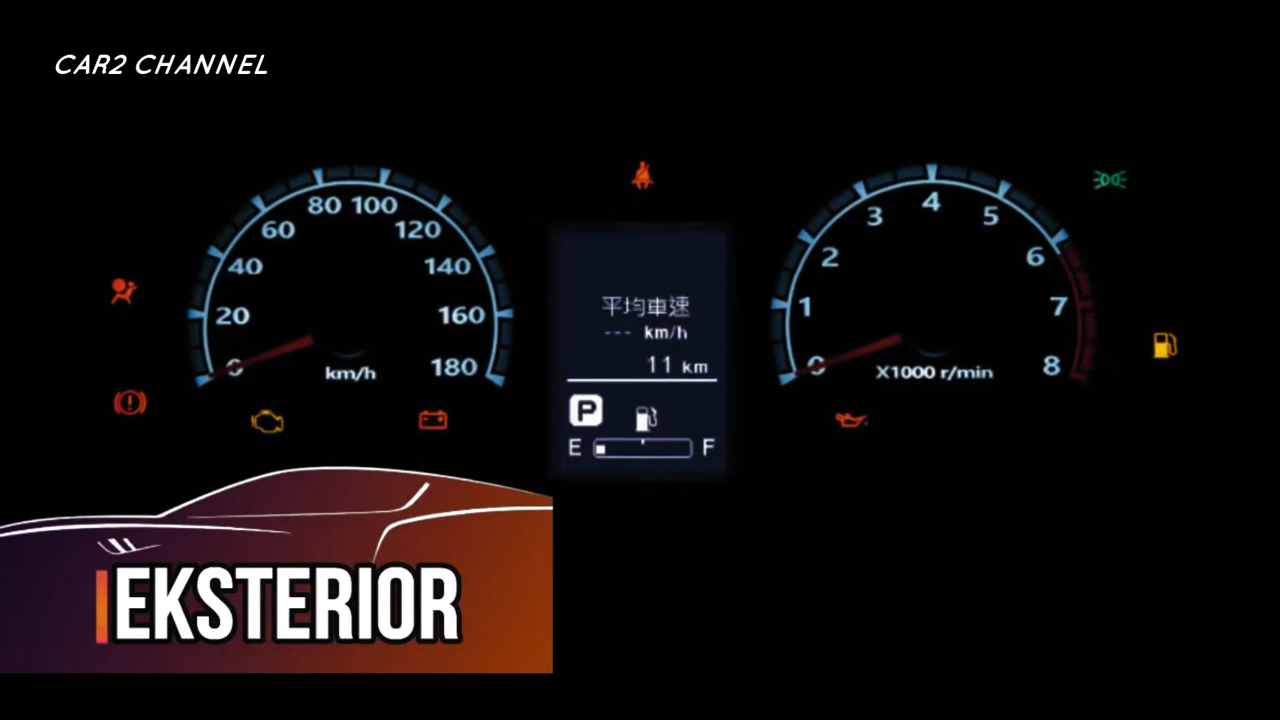 CAR2 CHANNEL
80 100
60 120
40 140
20 160
0 180
km/h
平均車速
--- km/h
11 km
P
E F
4
3 5
2 6
1 7
0 8
X1000 r/min
EKSTERIOR